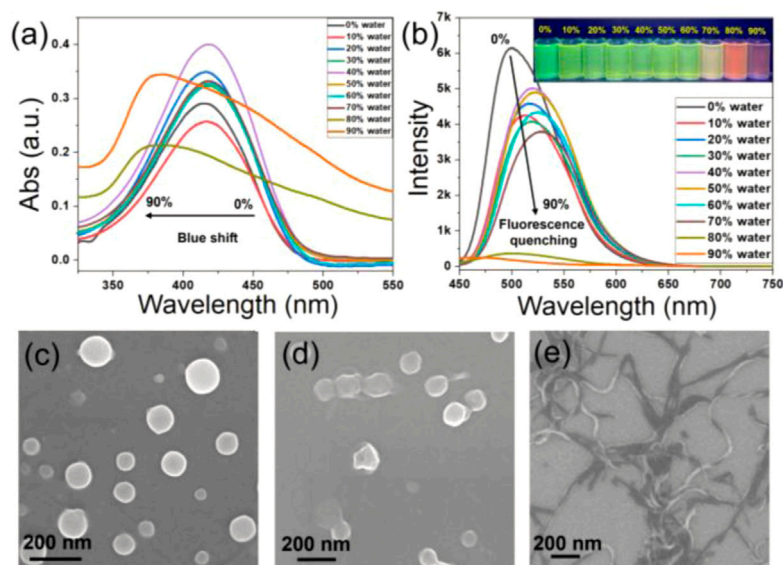 (a)
Abs (a.u.)
0.4
0.3
0.2
0.1
0.0
0% water
10% water
20% water
30% water
40% water
50% water
60% water
70% water
80% water
90% water
90%
0%
Blue shift
350
400
450
500
550
Wavelength (nm)
(b)
Intensity
7k
6k
5k
4k
3k
2k
1k
0
0%
0% 10% 20% 30% 40% 50% 60% 70% 80% 90%
0% water
10% water
20% water
30% water
40% water
50% water
60% water
70% water
80% water
90% water
90%
Fluorescence
quenching
450 500 550 600 650 700 750
Wavelength (nm)
(c)
200 nm
(d)
200 nm
(e)
200 nm